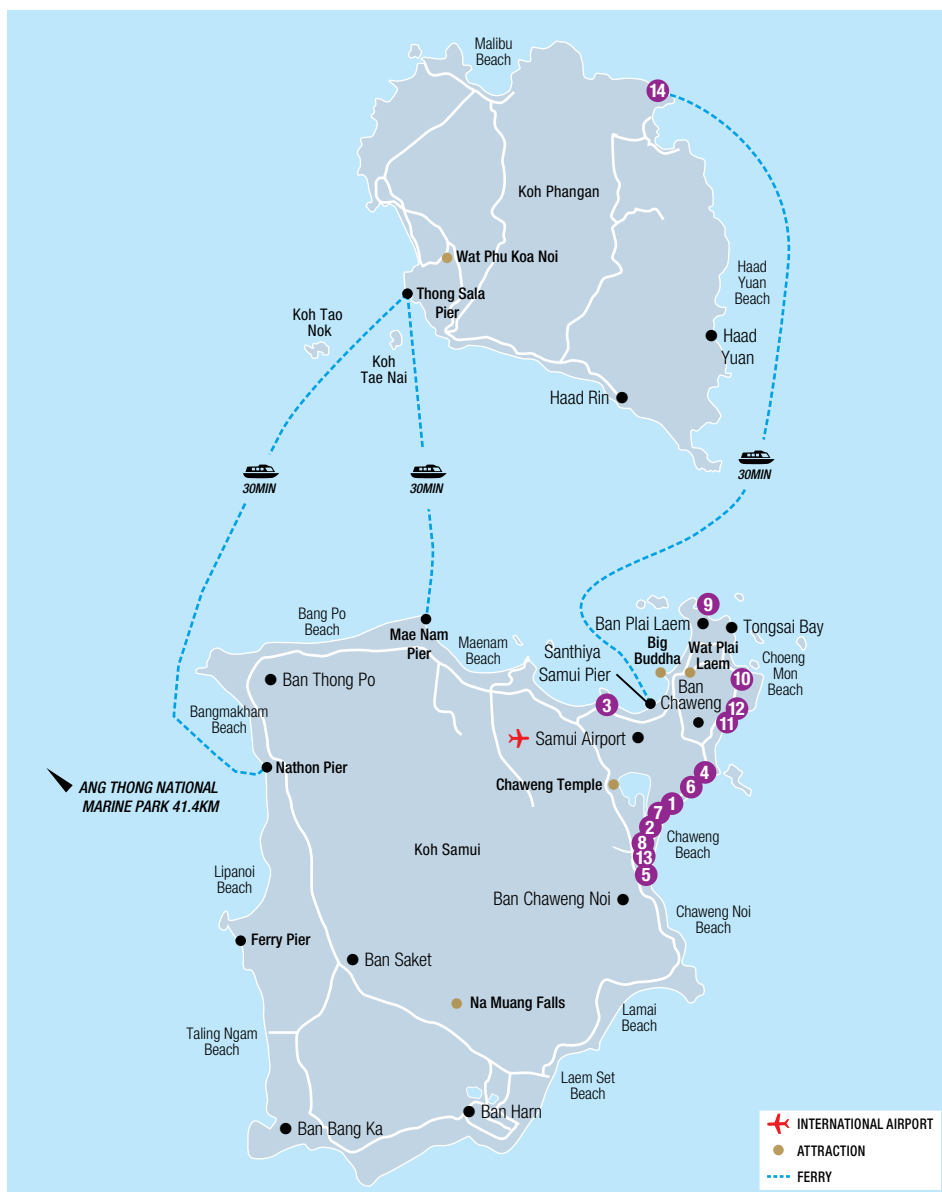 Malibu
Beach
14
Koh Phangan
Wat Phu Koa Noi
Haad
Yuan
Beach
Thong Sala
Pier
Koh Tao
Nok
Koh
Tae Nai
Haad
Yuan
Haad Rin
30MIN
30MIN
30MIN
9
Bang Po
Beach
Mae Nam
Pier
Maenam
Beach
Ban Plai Laem
Tongsai Bay
Big
Buddha
Wat Plai
Laem
Santhiya
Samui Pier
Choeng
Mon
Beach
Ban Thong Po
10
Ban
Chaweng
3
12
11
Bangmakham
Beach
Samui Airport
Nathon Pier
4
ANG THONG NATIONAL
MARINE PARK 41.4KM
Chaweng Temple
6
1
7
2
Chaweng
Beach
8
13
5
Koh Samui
Lipanoi
Beach
Ban Chaweng Noi
Chaweng Noi
Beach
Ferry Pier
Ban Saket
Na Muang Falls
Lamai
Beach
Taling Ngam
Beach
Laem Set
Beach
Ban Harn
Ban Bang Ka
INTERNATIONAL AIRPORT
ATTRACTION
FERRY